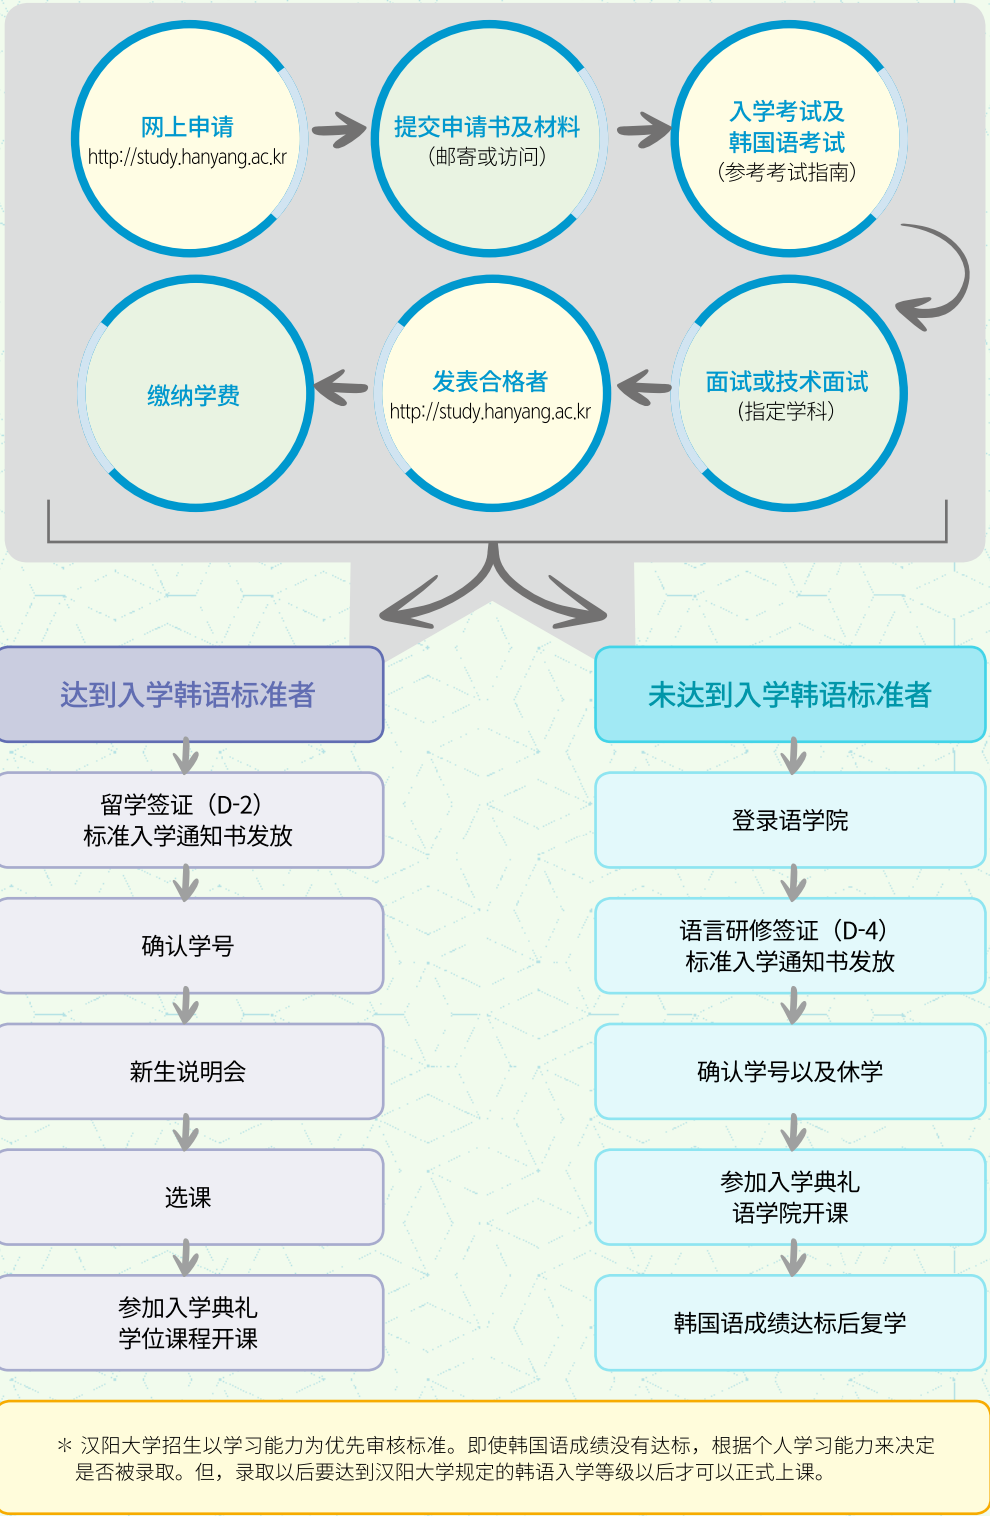 网上申请
http://study.hanyang.ac.kr
提交申请书及材料
（邮寄或访问）
入学考试及
韩国语考试
（参考考试指南）
面试或技术面试
（指定学科）
发表合格者
http://study.hanyang.ac.kr
缴纳学费
达到入学韩语标准者
留学签证（D-2）
标准入学通知书发放
确认学号
新生说明会
选课
参加入学典礼
学位课程开课
未达到入学韩语标准者
登录语学院
语言研修签证（D-4）
标准入学通知书发放
确认学号以及休学
参加入学典礼
语学院开课
韩国语成绩达标后复学
＊ 汉阳大学招生以学习能力为优先审核标准。即使韩国语成绩没有达标，根据个人学习能力来决定
是否被录取。但，录取以后要达到汉阳大学规定的韩语入学等级以后才可以正式上课。